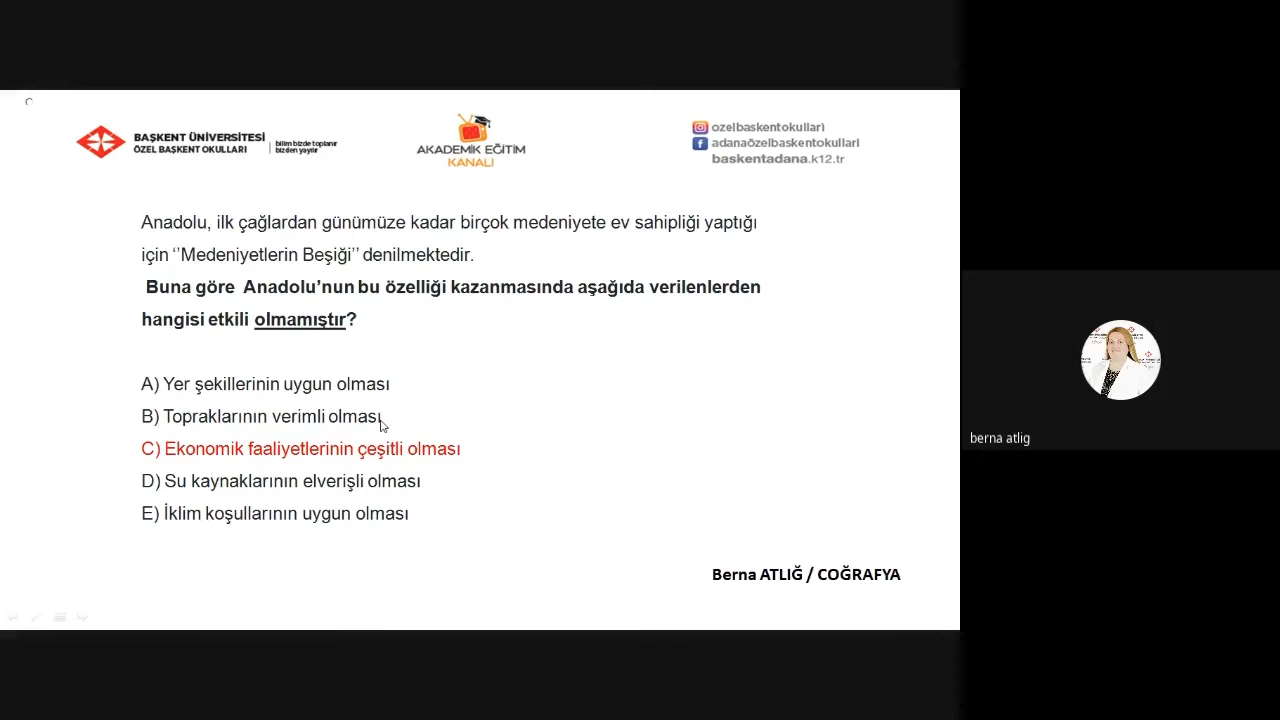 BAŞKENT ÜNİVERSİTESİ
ÖZEL BAŞKENT OKULLARI
bilim bizde toplanır
bizden yayılır
AKADEMİK EĞİTİM
KANALI
ozelbaskentokullari
adanaözelbaskentokullari
baskentadana.k12.tr
Anadolu, ilk çağlardan günümüze kadar birçok medeniyete ev sahipliği yaptığı
için ‘’Medeniyetlerin Beşiği’’ denilmektedir.
Buna göre Anadolu’nun bu özelliği kazanmasında aşağıda verilenlerden
hangisi etkili olmamıştır?
A) Yer şekillerinin uygun olması
B) Topraklarının verimli olması
C) Ekonomik faaliyetlerinin çeşitli olması
D) Su kaynaklarının elverişli olması
E) İklim koşullarının uygun olması
Berna ATLIĞ / COĞRAFYA
berna atlig